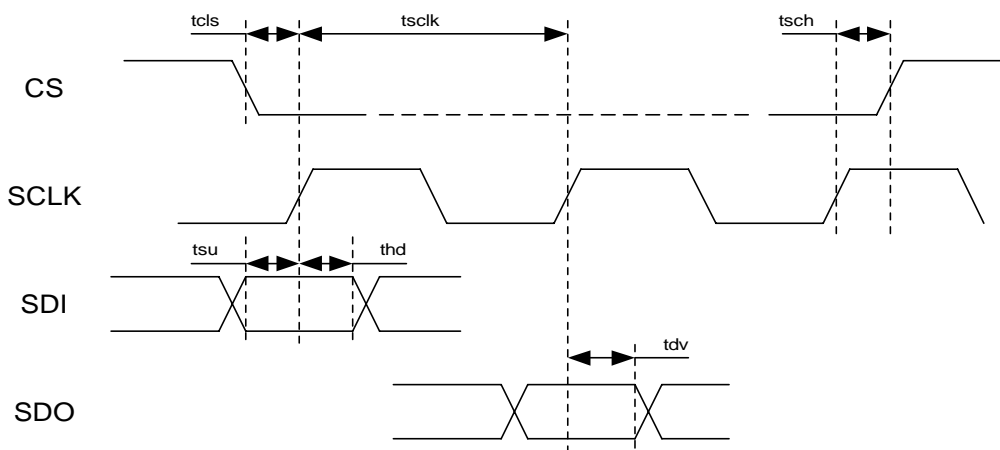 tcls tsclk tsch
CS
SCLK
tsu thd
SDI
tdv
SDO